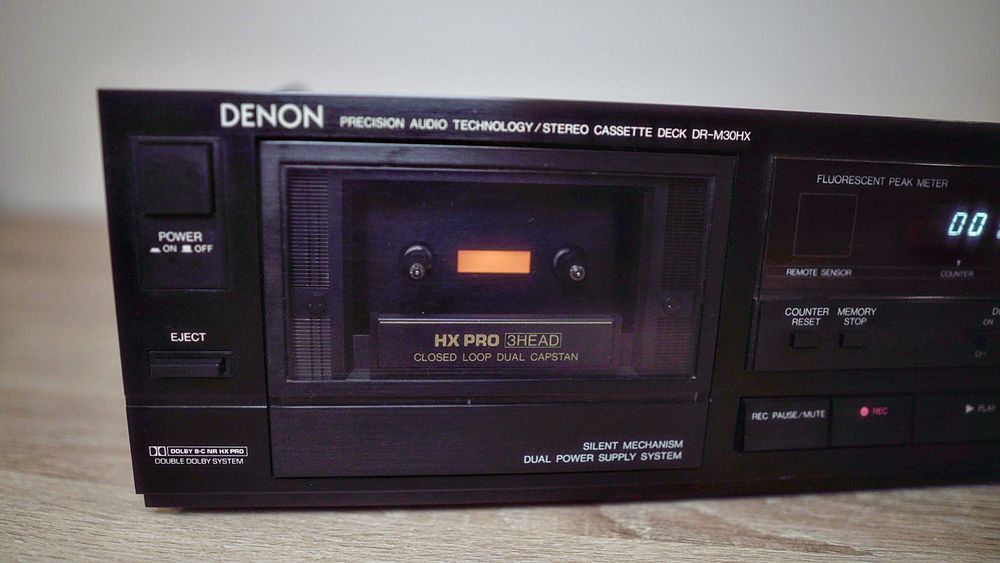 DENON PRECISION AUDIO TECHNOLOGY/STEREO CASSETTE DECK DR-M30HX
POWER
ON OFF
EJECT
DOLBY B·C NR HX PRO
DOUBLE DOLBY SYSTEM
HX PRO 3HEAD
CLOSED LOOP DUAL CAPSTAN
SILENT MECHANISM
DUAL POWER SUPPLY SYSTEM
FLUORESCENT PEAK METER
00
REMOTE SENSOR
COUNTER
COUNTER RESET
MEMORY STOP
ON
REC PAUSE/MUTE
REC
PLAY